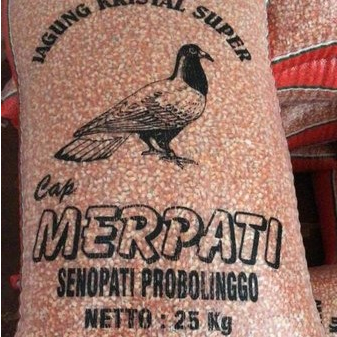 JAGUNG KRISTAL SUPER
Cap
MERPATI
SENOPATI PROBOLINGGO
NETTO : 25 Kg